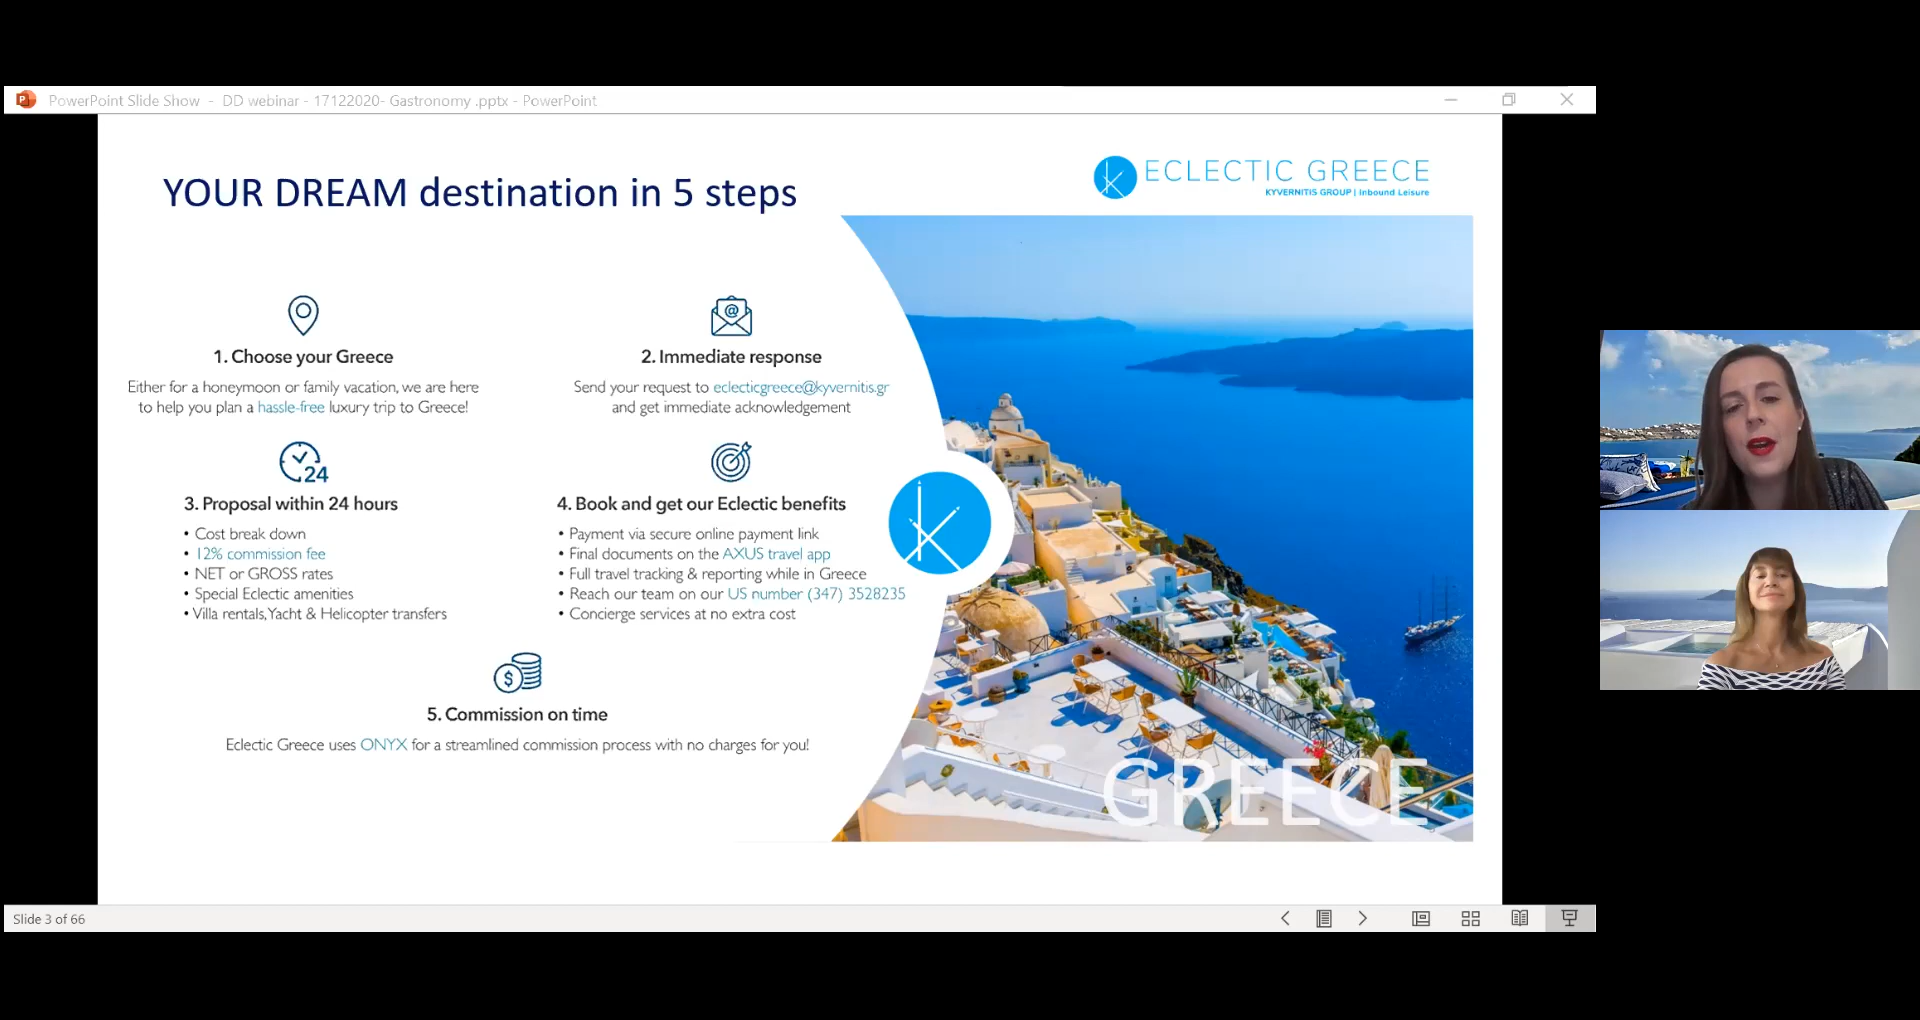 PowerPoint Slide Show - DD webinar - 17122020- Gastronomy .pptx - PowerPoint
YOUR DREAM destination in 5 steps
ECLECTIC GREECE
KYVERNITIS GROUP | Inbound Leisure
1. Choose your Greece
Either for a honeymoon or family vacation, we are here
to help you plan a hassle-free luxury trip to Greece!
@
2. Immediate response
Send your request to eclecticgreece@kyvernitis.gr
and get immediate acknowledgement
24
3. Proposal within 24 hours
• Cost break down
• 12% commission fee
• NET or GROSS rates
• Special Eclectic amenities
• Villa rentals, Yacht & Helicopter transfers
4. Book and get our Eclectic benefits
• Payment via secure online payment link
• Final documents on the AXUS travel app
• Full travel tracking & reporting while in Greece
• Reach our team on our US number (347) 3528235
• Concierge services at no extra cost
$
5. Commission on time
Eclectic Greece uses ONYX for a streamlined commission process with no charges for you!
GREECE
Slide 3 of 66